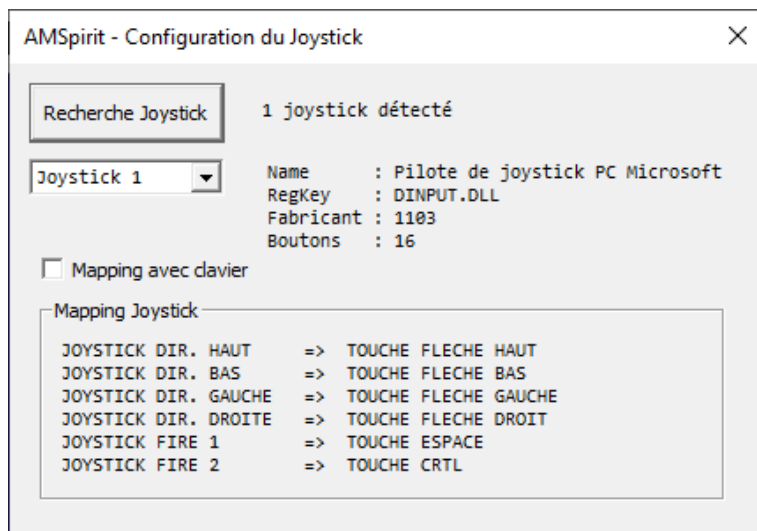 AMSpirit - Configuration du Joystick
Recherche Joystick
1 joystick détecté
Joystick 1
Name : Pilote de joystick PC Microsoft
RegKey : DINPUT.DLL
Fabricant : 1103
Boutons : 16
Mapping avec clavier
Mapping Joystick
JOYSTICK DIR. HAUT => TOUCHE FLECHE HAUT
JOYSTICK DIR. BAS => TOUCHE FLECHE BAS
JOYSTICK DIR. GAUCHE => TOUCHE FLECHE GAUCHE
JOYSTICK DIR. DROITE => TOUCHE FLECHE DROIT
JOYSTICK FIRE 1 => TOUCHE ESPACE
JOYSTICK FIRE 2 => TOUCHE CRTL